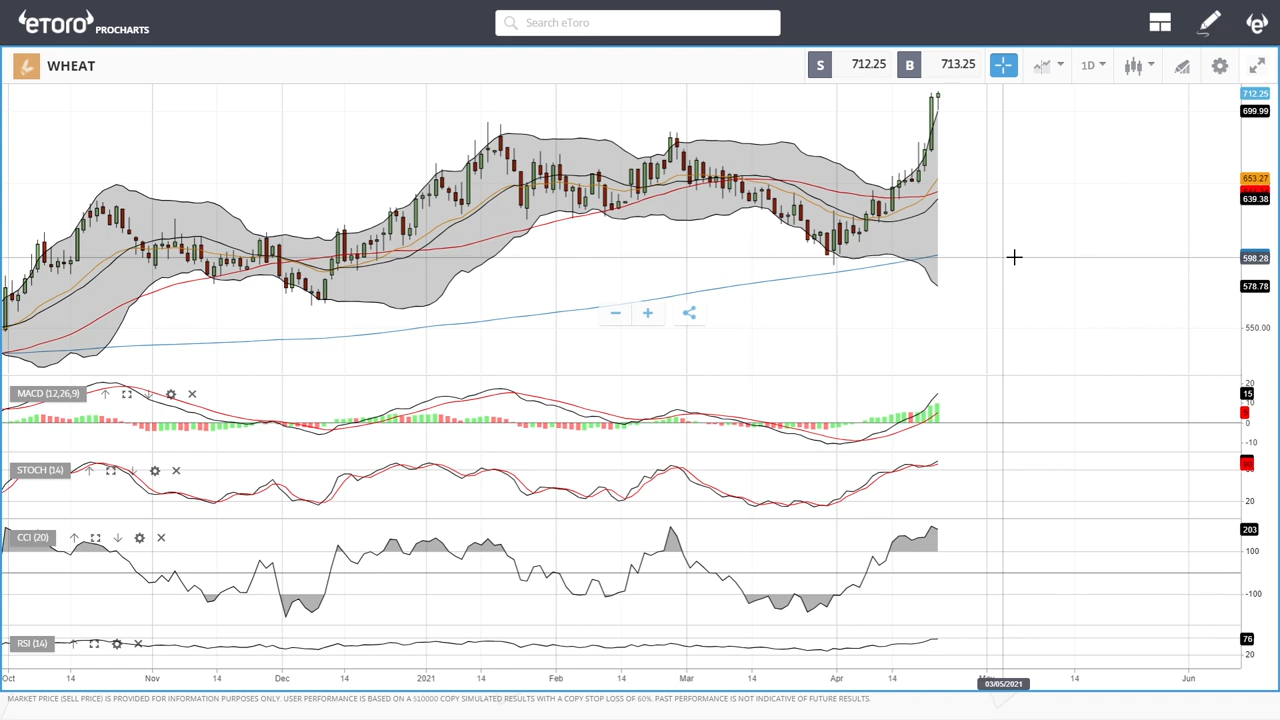 eToro PROCHARTS
Search eToro
WHEAT
S 712.25 B 713.25 1D
712.25
699.99
653.27
639.38
598.28
578.78
550.00
MACD (12,26,9)
20
15
10
0
-10
STOCH (14)
20
CCI (20)
203
100
-100
RSI (14)
76
20
Oct 14 Nov 14 Dec 14 2021 14 Feb 14 Mar 14 Apr 14 14 Jun
03/05/2021
MARKET PRICE (SELL PRICE) IS PROVIDED FOR INFORMATION PURPOSES ONLY. USER PERFORMANCE IS BASED ON A $10000 COPY SIMULATED RESULTS WITH A COPY STOP LOSS OF 60%. PAST PERFORMANCE IS NOT INDICATIVE OF FUTURE RESULTS.